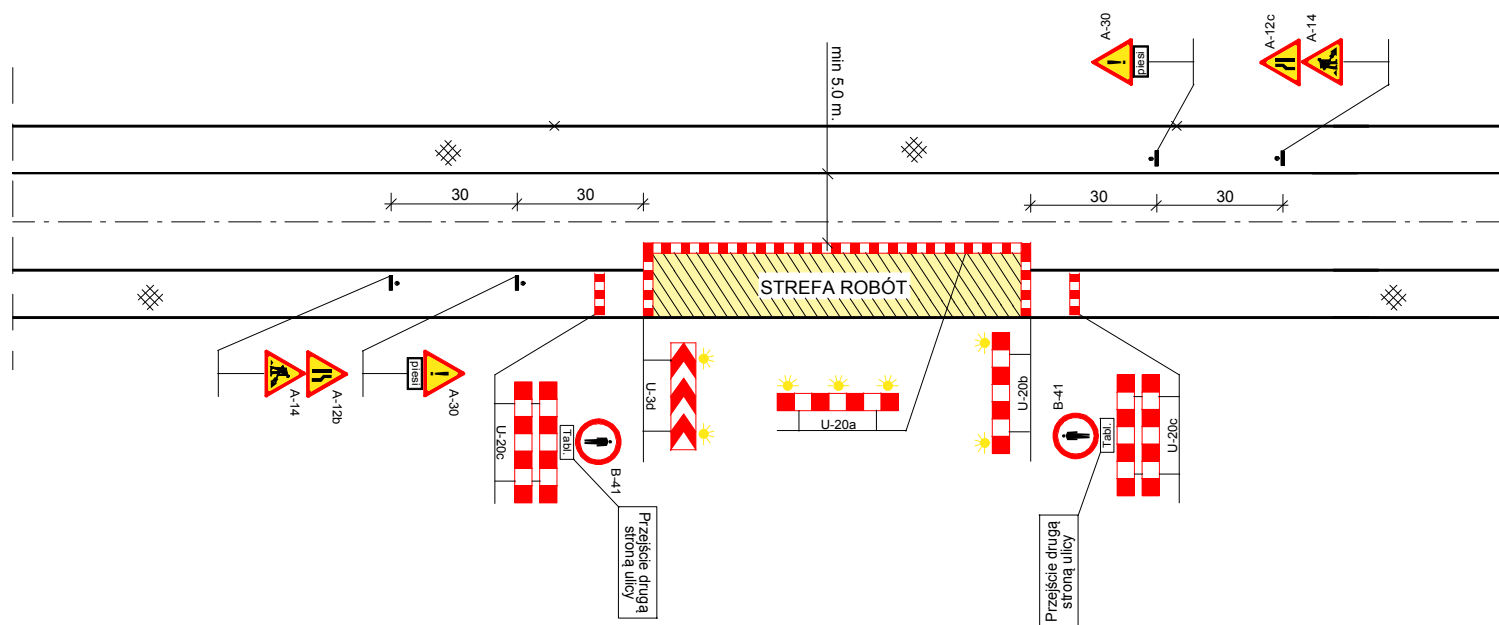 A-30
piesi
A-12c
A-14
min 5.0 m.
30
30
30
30
STREFA ROBÓT
A-14
A-12b
piesi
A-30
U-20c
Tabl.
B-41
Przejście drugą
stroną ulicy
U-3d
U-20a
U-20b
B-41
Tabl.
U-20c
Przejście drugą
stroną ulicy